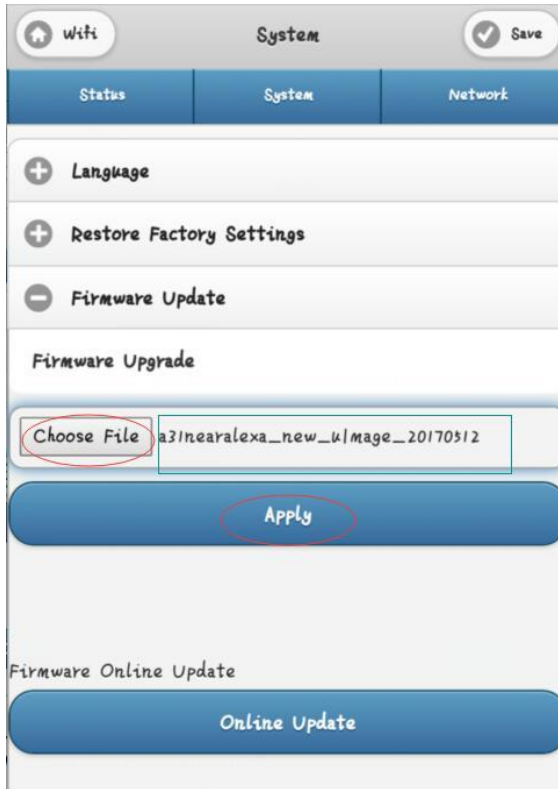 Wifi System Save
Status System Network
Language
Restore Factory Settings
Firmware Update
Firmware Upgrade
Choose File a31nearalexa_new_uImage_20170512
Apply
Firmware Online Update
Online Update